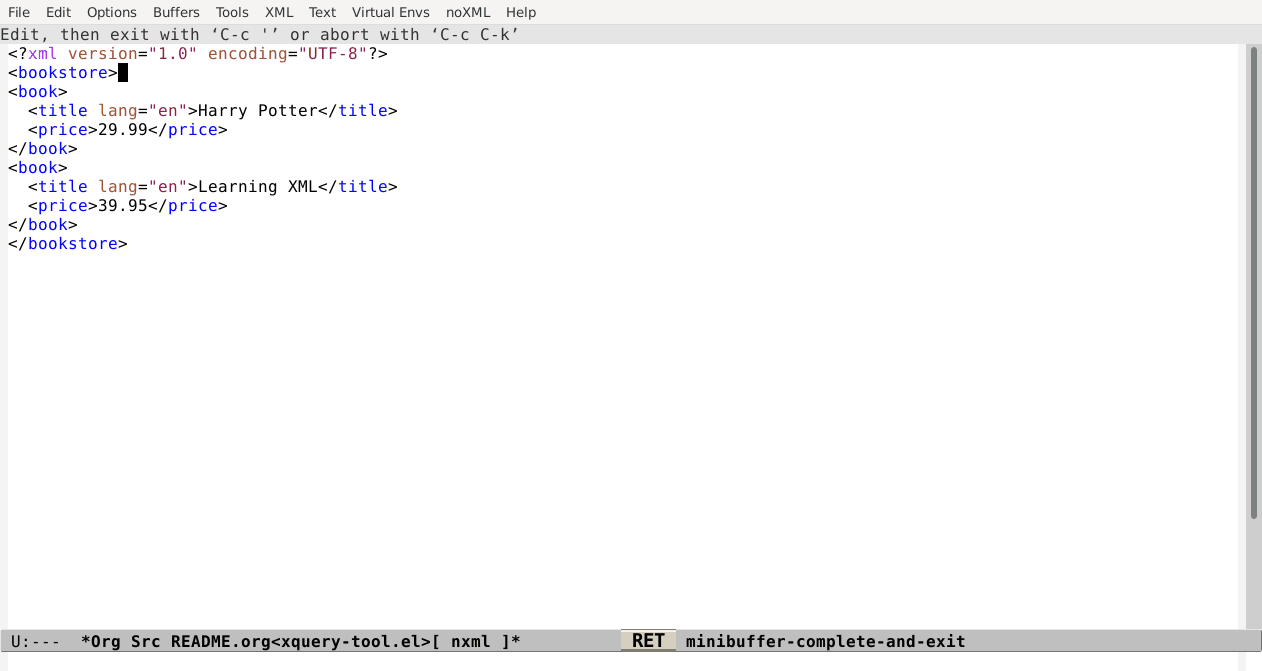 File Edit Options Buffers Tools XML Text Virtual Envs noXML Help
Edit, then exit with ‘C-c '’ or abort with ‘C-c C-k’
<?xml version="1.0" encoding="UTF-8"?>
<bookstore>
<book>
  <title lang="en">Harry Potter</title>
  <price>29.99</price>
</book>
<book>
  <title lang="en">Learning XML</title>
  <price>39.95</price>
</book>
</bookstore>
U:---  *Org Src README.org<xquery-tool.el>[ nxml ]*  RET  minibuffer-complete-and-exit